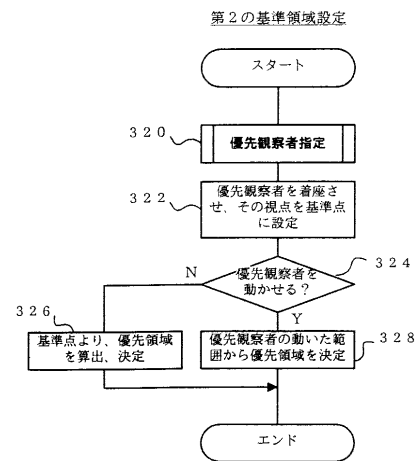 第2の基準領域設定
スタート
320
優先観察者指定
322
優先観察者を着座さ
せ、その視点を基準点
に設定
324
優先観察者を
動かせる?
N
Y
326
基準点より、優先領域
を算出、決定
優先観察者の動いた範
囲から優先領域を決定
328
エンド